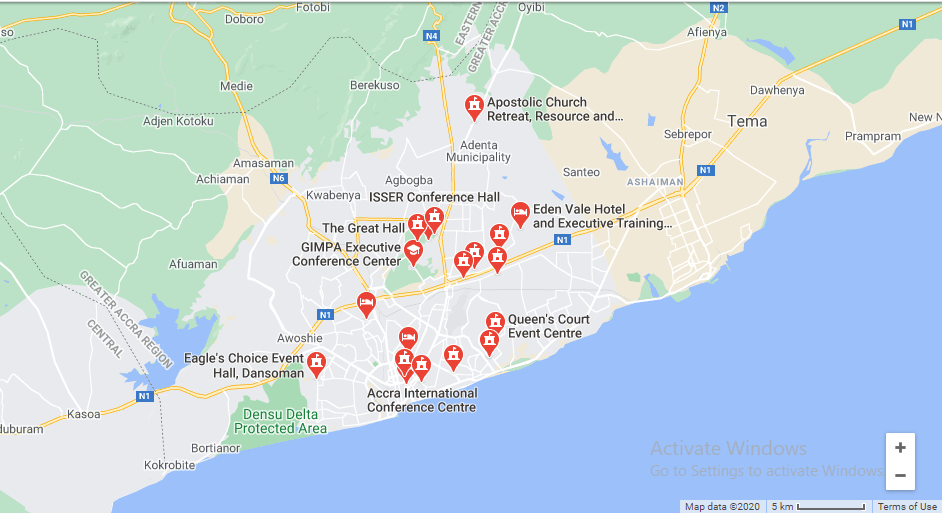 Fotobi
Doboro
Oyibi
N2
N1
N4
EASTERN
GREATER ACCRA
Afienya
Medie
Berekuso
Dawhenya
Apostolic Church
Retreat, Resource and...
Adjen Kotoku
Tema
New N
Sebrepor
Prampram
Adenta
Municipality
Amasaman
N6
Achiaman
Agbogba
Santeo
N1
ASHAIMAN
Kwabenya
ISSER Conference Hall
Eden Vale Hotel
and Executive Training...
The Great Hall
GIMPA Executive
Conference Center
N1
Afuaman
GREATER ACCRA REGION
CENTRAL
N1
Queen's Court
Event Centre
Awoshie
Eagle's Choice Event
Hall, Dansoman
Accra International
Conference Centre
N1
Kasoa
Densu Delta
Protected Area
duburam
Bortianor
Kokrobite
Activate Windows
Go to Settings to activate Windows
+
−
Map data ©2020
5 km
Terms of Use